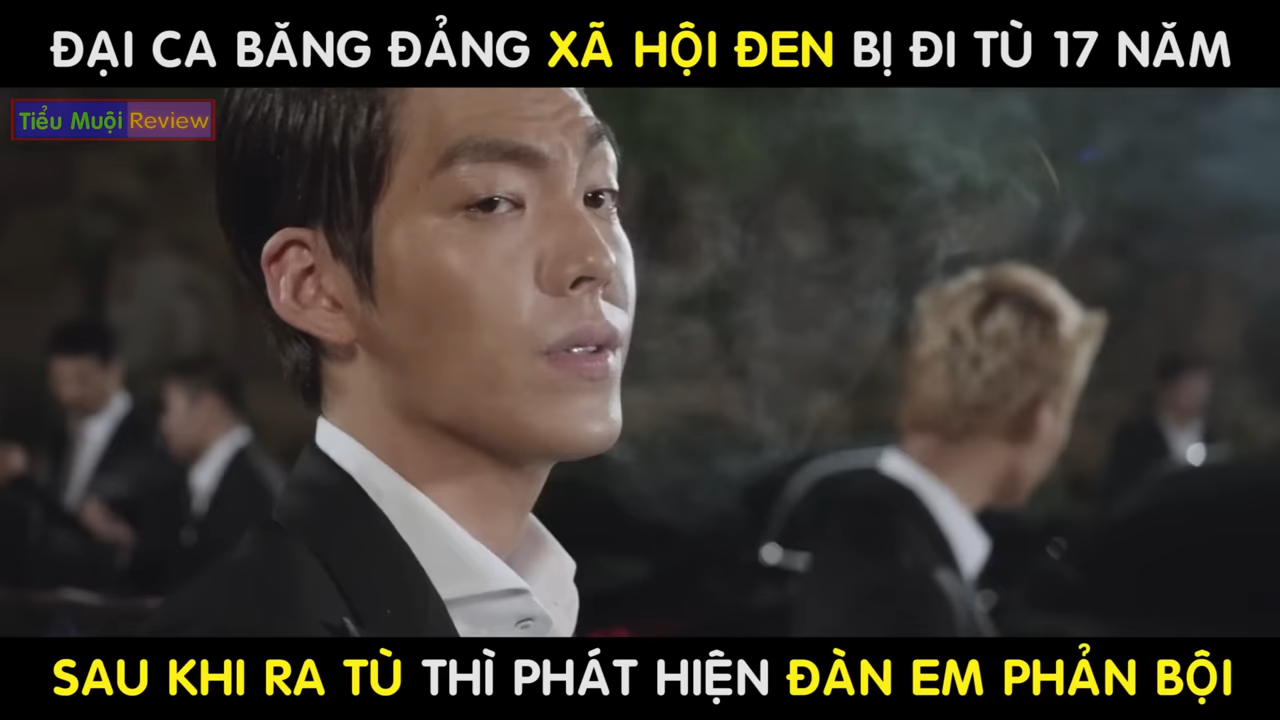 ĐẠI CA BĂNG ĐẢNG XÃ HỘI ĐEN BỊ ĐI TÙ 17 NĂM
Tiểu Muội Review
SAU KHI RA TÙ THÌ PHÁT HIỆN ĐÀN EM PHẢN BỘI